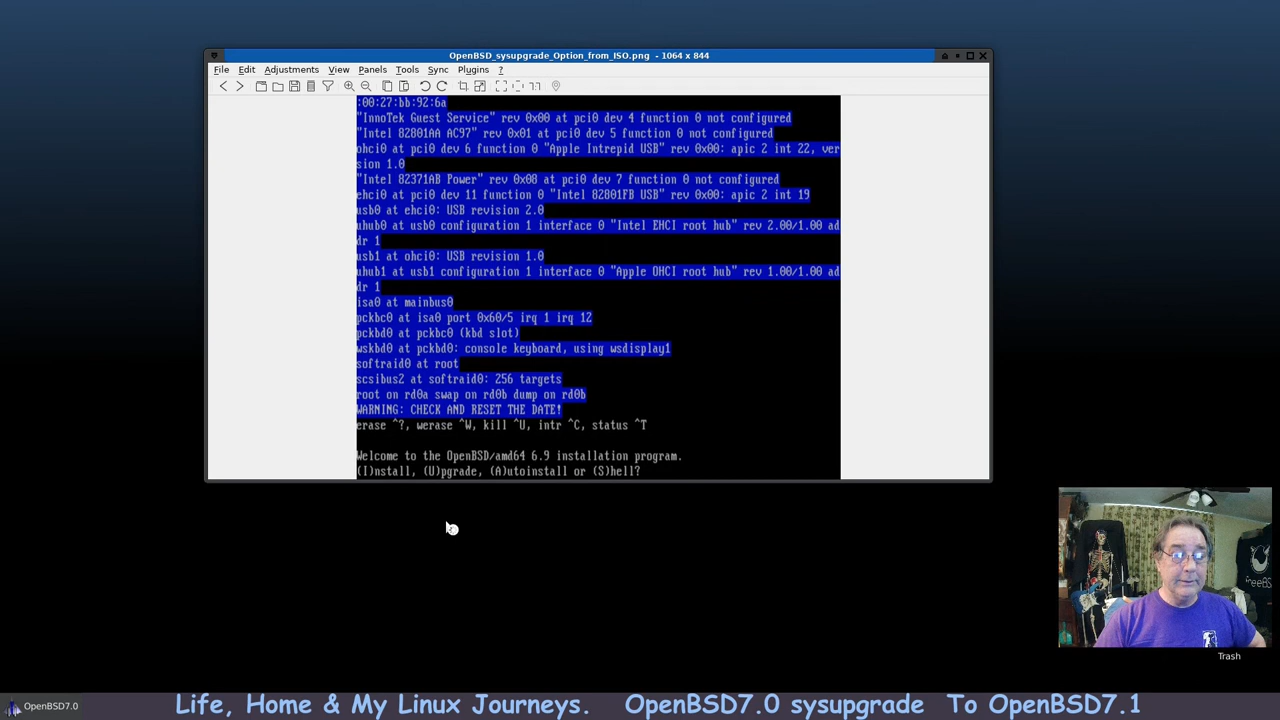 OpenBSD_sysupgrade_Option_from_ISO.png - 1064 x 844
File Edit Adjustments View Panels Tools Sync Plugins ?
1:1
:00:27:bb:92:6a
"InnoTek Guest Service" rev 0x00 at pci0 dev 4 function 0 not configured
"Intel 82801AA AC97" rev 0x01 at pci0 dev 5 function 0 not configured
ohci0 at pci0 dev 6 function 0 "Apple Intrepid USB" rev 0x00: apic 2 int 22, ver
sion 1.0
"Intel 82371AB Power" rev 0x08 at pci0 dev 7 function 0 not configured
ehci0 at pci0 dev 11 function 0 "Intel 82801FB USB" rev 0x00: apic 2 int 19
usb0 at ehci0: USB revision 2.0
uhub0 at usb0 configuration 1 interface 0 "Intel EHCI root hub" rev 2.00/1.00 ad
dr 1
usb1 at ohci0: USB revision 1.0
uhub1 at usb1 configuration 1 interface 0 "Apple OHCI root hub" rev 1.00/1.00 ad
dr 1
isa0 at mainbus0
pckbc0 at isa0 port 0x60/5 irq 1 irq 12
pckbd0 at pckbc0 (kbd slot)
wskbd0 at pckbd0: console keyboard, using wsdisplay1
softraid0 at root
scsibus2 at softraid0: 256 targets
root on rd0a swap on rd0b dump on rd0b
WARNING: CHECK AND RESET THE DATE!
erase ^?, werase ^W, kill ^U, intr ^C, status ^T
Welcome to the OpenBSD/amd64 6.9 installation program.
(I)nstall, (U)pgrade, (A)utoinstall or (S)hell?
Trash
OpenBSD7.0
Life, Home & My Linux Journeys. OpenBSD7.0 sysupgrade To OpenBSD7.1